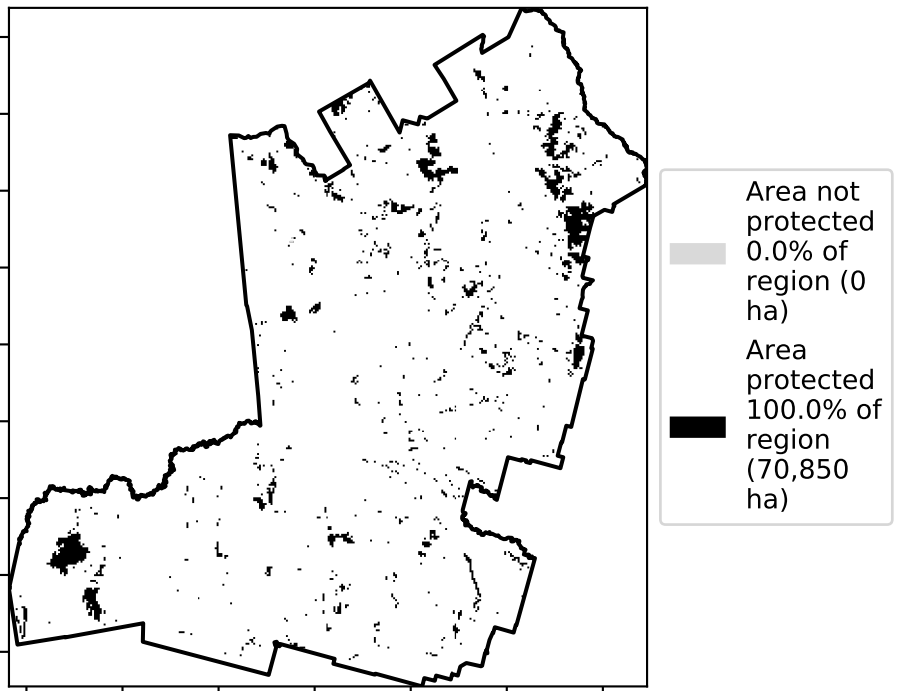 Area not
protected
0.0% of
region (0
ha)
Area
protected
100.0% of
region
(70,850
ha)